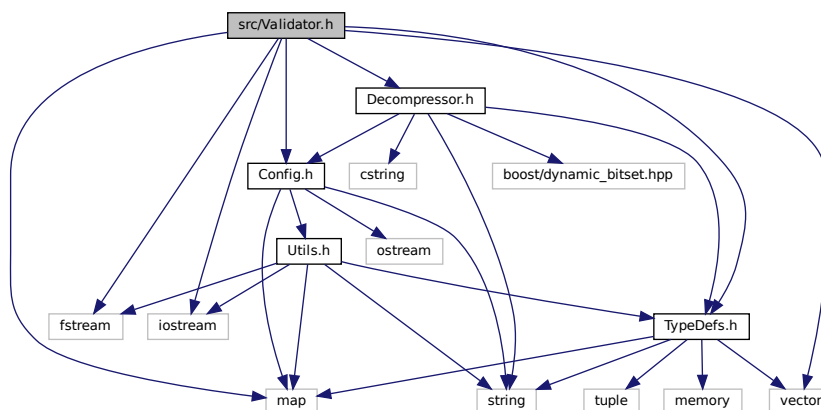 src/Validator.h
Decompressor.h
Config.h
cstring
boost/dynamic_bitset.hpp
Utils.h
ostream
fstream
iostream
TypeDefs.h
map
string
tuple
memory
vector